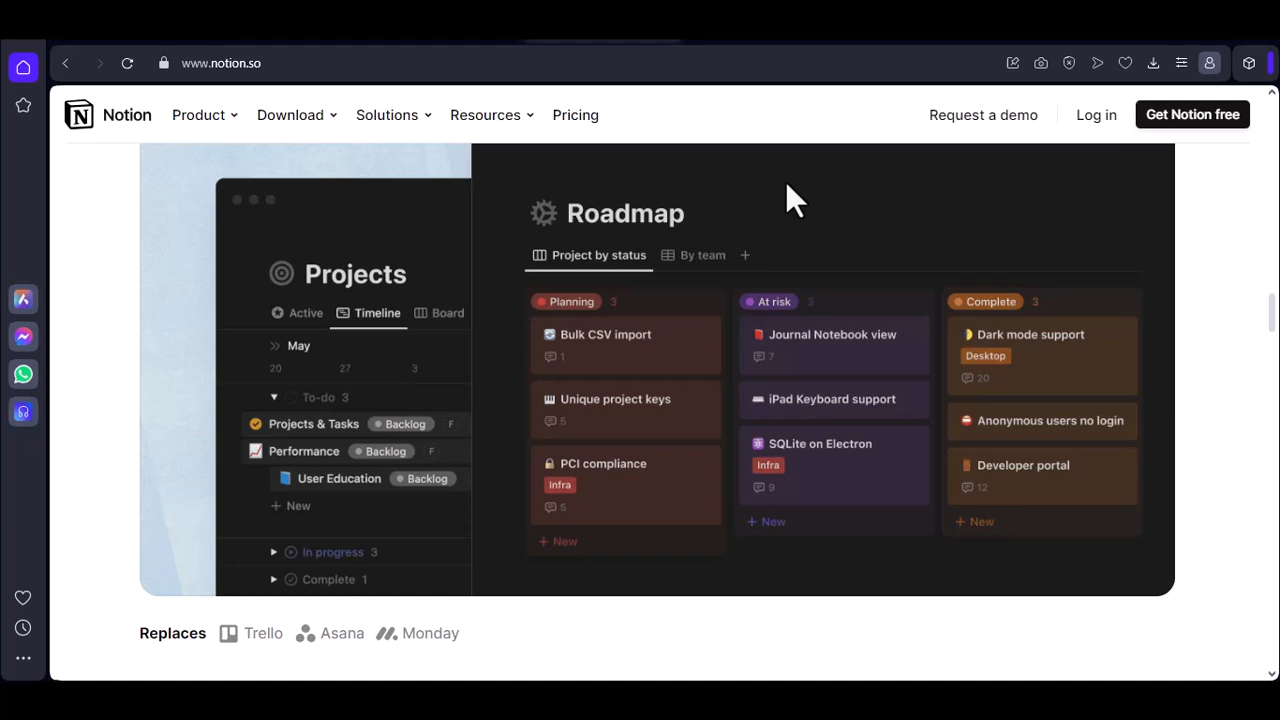 www.notion.so
Notion Product Download Solutions Resources Pricing Request a demo Log in Get Notion free
Projects
Active Timeline Board
May
20 27 3
To-do 3
Projects & Tasks Backlog F
Performance Backlog F
User Education Backlog
+ New
In progress 3
Complete 1
Roadmap
Project by status By team +
Planning 3
Bulk CSV import
1
Unique project keys
5
PCI compliance
Infra
5
+ New
At risk 3
Journal Notebook view
7
iPad Keyboard support
SQLite on Electron
Infra
9
+ New
Complete 3
Dark mode support
Desktop
20
Anonymous users no login
Developer portal
12
+ New
Replaces Trello Asana Monday